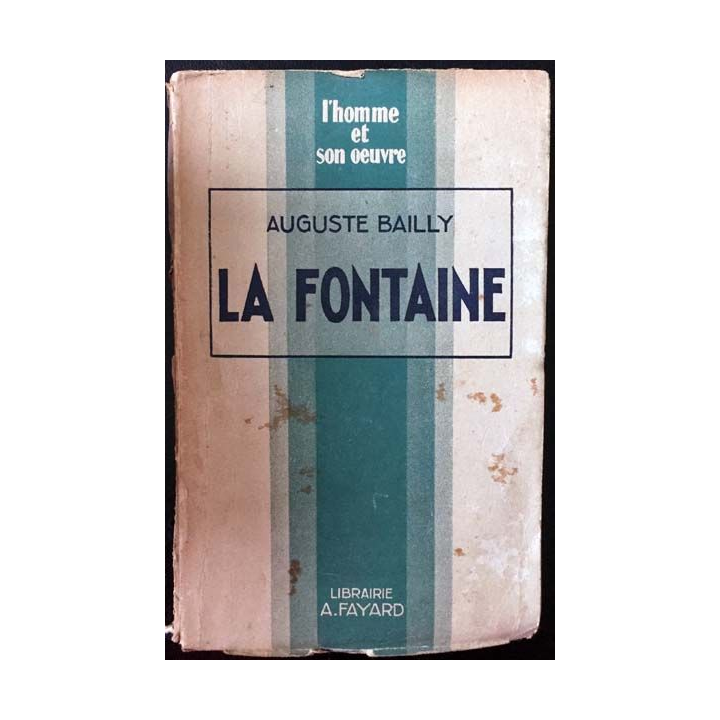 l'homme
et
son oeuvre
AUGUSTE BAILLY
LA FONTAINE
LIBRAIRIE
A. FAYARD